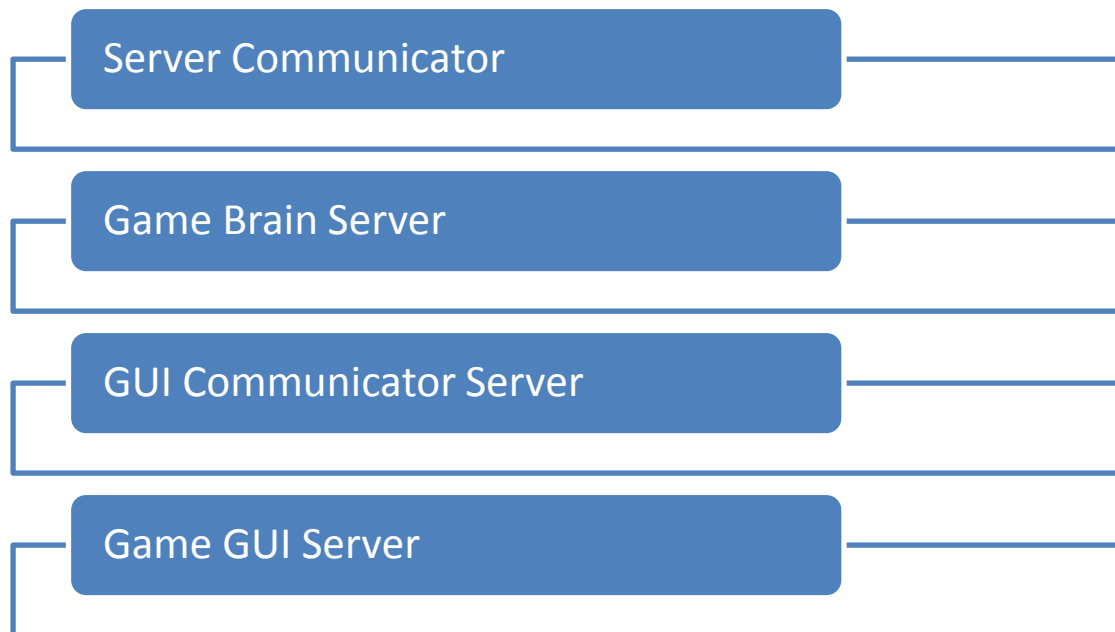 Server Communicator
Game Brain Server
GUI Communicator Server
Game GUI Server